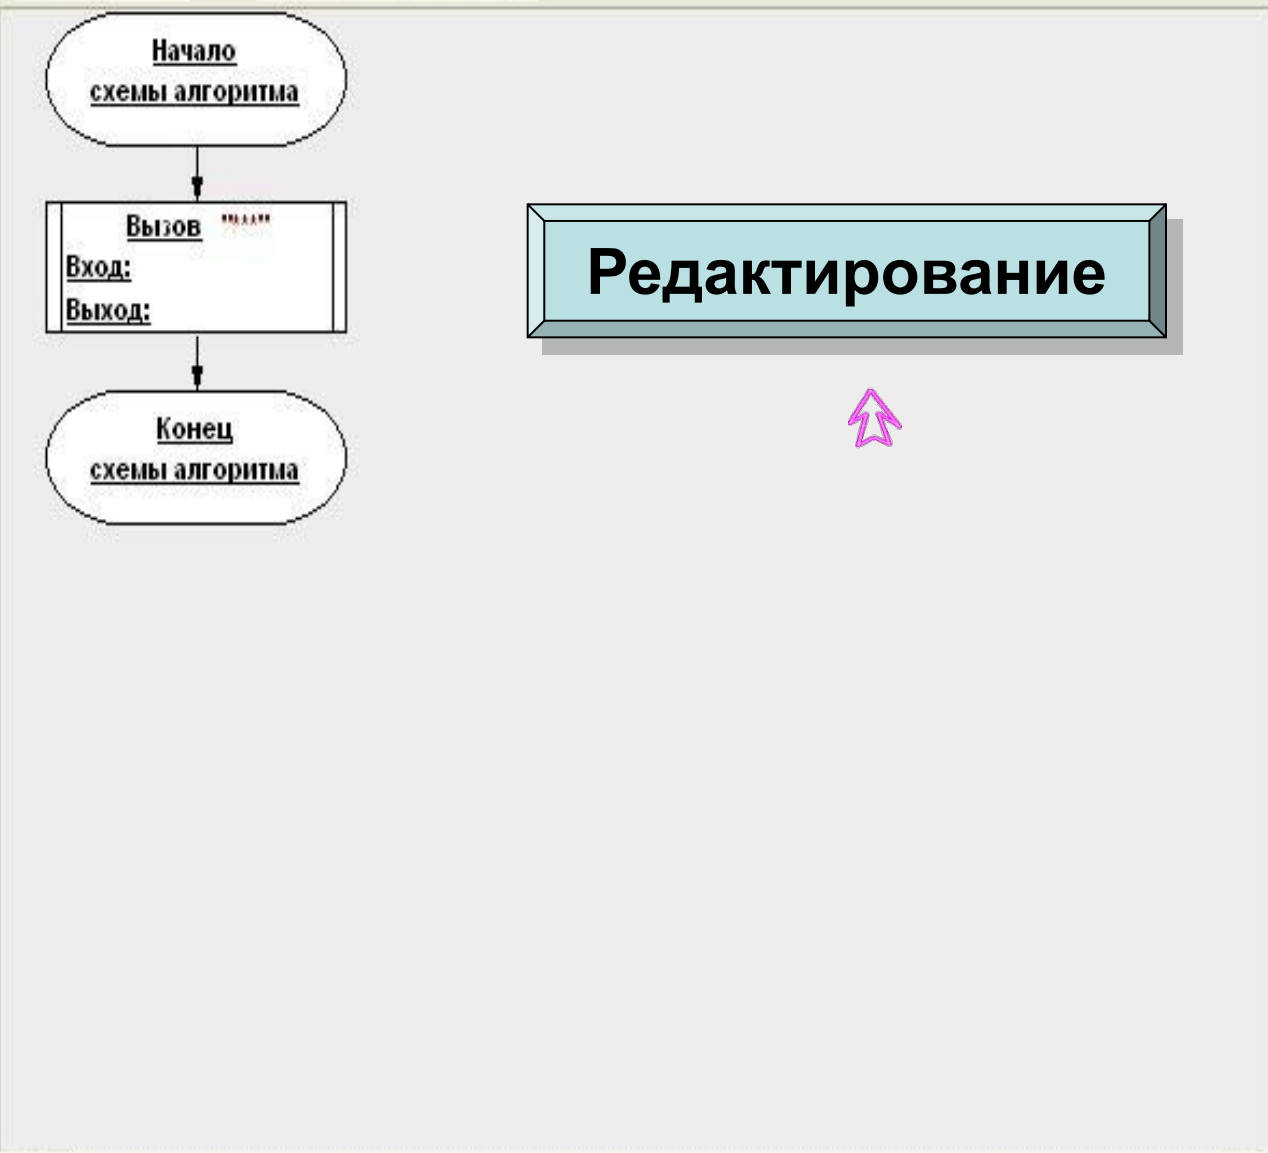 Начало
схемы алгоритма
Вызов
Вход:
Выход:
Конец
схемы алгоритма
Редактирование